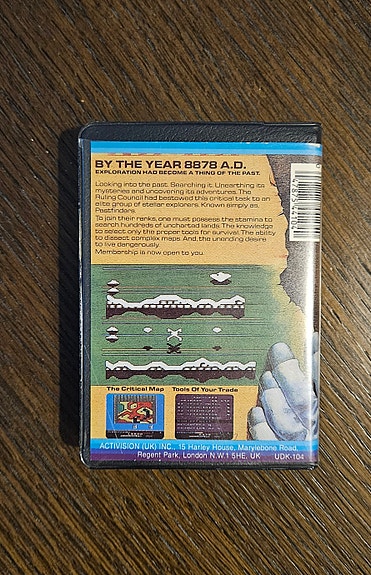 BY THE YEAR 8878 A.D.
EXPLORATION HAD BECOME A THING OF THE PAST.
Looking into the past. Searching it. Unearthing its
mysteries and uncovering its adventures. The
Ruling Council had bestowed this critical task to an
elite group of stellar explorers. Known simply as.
Pastfinders.
To join their ranks, one must possess the stamina to
search hundreds of uncharted lands. The knowledge
to select only the proper tools for survival. The ability
to dissect complex maps. And, the unending desire
to live dangerously.
Membership is now open to you.
The Critical Map Tools Of Your Trade
ACTIVISION (UK) INC., 15 Harley House, Marylebone Road,
Regent Park, London N.W.1 5HE, UK UDK-104